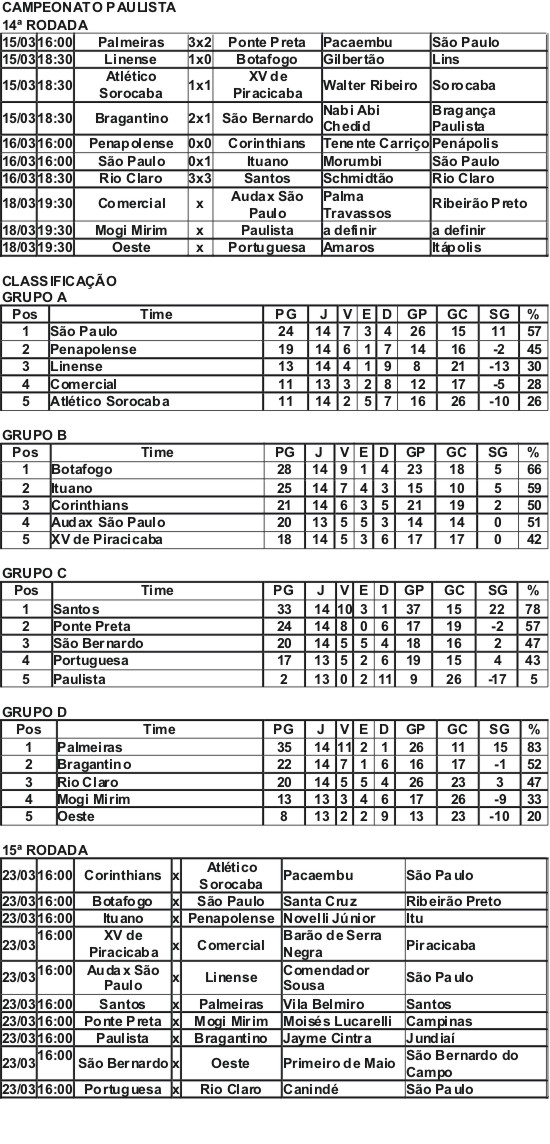 CAMPEONATO PAULISTA
14ª RODADA
15/03 16:00 Palmeiras 3x2 Ponte Preta Pacaembu São Paulo
15/03 18:30 Linense 1x0 Botafogo Gilbertão Lins
15/03 18:30 Atlético Sorocaba 1x1 XV de Piracicaba Walter Ribeiro Sorocaba
15/03 18:30 Bragantino 2x1 São Bernardo Nabi Abi Chedid Bragança Paulista
16/03 16:00 Penapolense 0x0 Corinthians Tenente Carriço Penápolis
16/03 16:00 São Paulo 0x1 Ituano Morumbi São Paulo
16/03 18:30 Rio Claro 3x3 Santos Schmidtão Rio Claro
18/03 19:30 Comercial x Audax São Paulo Palma Travassos Ribeirão Preto
18/03 19:30 Mogi Mirim x Paulista a definir a definir
18/03 19:30 Oeste x Portuguesa Amaros Itápolis
CLASSIFICAÇÃO
GRUPO A
Pos Time PG J V E D GP GC SG %
1 São Paulo 24 14 7 3 4 26 15 11 57
2 Penapolense 19 14 6 1 7 14 16 -2 45
3 Linense 13 14 4 1 9 8 21 -13 30
4 Comercial 11 13 3 2 8 12 17 -5 28
5 Atlético Sorocaba 11 14 2 5 7 16 26 -10 26
GRUPO B
Pos Time PG J V E D GP GC SG %
1 Botafogo 28 14 9 1 4 23 18 5 66
2 Ituano 25 14 7 4 3 15 10 5 59
3 Corinthians 21 14 6 3 5 21 19 2 50
4 Audax São Paulo 20 13 5 5 3 14 14 0 51
5 XV de Piracicaba 18 14 5 3 6 17 17 0 42
GRUPO C
Pos Time PG J V E D GP GC SG %
1 Santos 33 14 10 3 1 37 15 22 78
2 Ponte Preta 24 14 8 0 6 17 19 -2 57
3 São Bernardo 20 14 5 5 4 18 16 2 47
4 Portuguesa 17 13 5 2 6 19 15 4 43
5 Paulista 2 13 0 2 11 9 26 -17 5
GRUPO D
Pos Time PG J V E D GP GC SG %
1 Palmeiras 35 14 11 2 1 26 11 15 83
2 Bragantino 22 14 7 1 6 16 17 -1 52
3 Rio Claro 20 14 5 5 4 26 23 3 47
4 Mogi Mirim 13 13 3 4 6 17 26 -9 33
5 Oeste 8 13 2 2 9 13 23 -10 20
15ª RODADA
23/03 16:00 Corinthians x Atlético Sorocaba Pacaembu São Paulo
23/03 16:00 Botafogo x São Paulo Santa Cruz Ribeirão Preto
23/03 16:00 Ituano x Penapolense Novelli Júnior Itu
23/03 16:00 XV de Piracicaba x Comercial Barão de Serra Negra Piracicaba
23/03 16:00 Audax São Paulo x Linense Comendador Sousa São Paulo
23/03 16:00 Santos x Palmeiras Vila Belmiro Santos
23/03 16:00 Ponte Preta x Mogi Mirim Moisés Lucarelli Campinas
23/03 16:00 Paulista x Bragantino Jayme Cintra Jundiaí
23/03 16:00 São Bernardo x Oeste Primeiro de Maio São Bernardo do Campo
23/03 16:00 Portuguesa x Rio Claro Canindé São Paulo